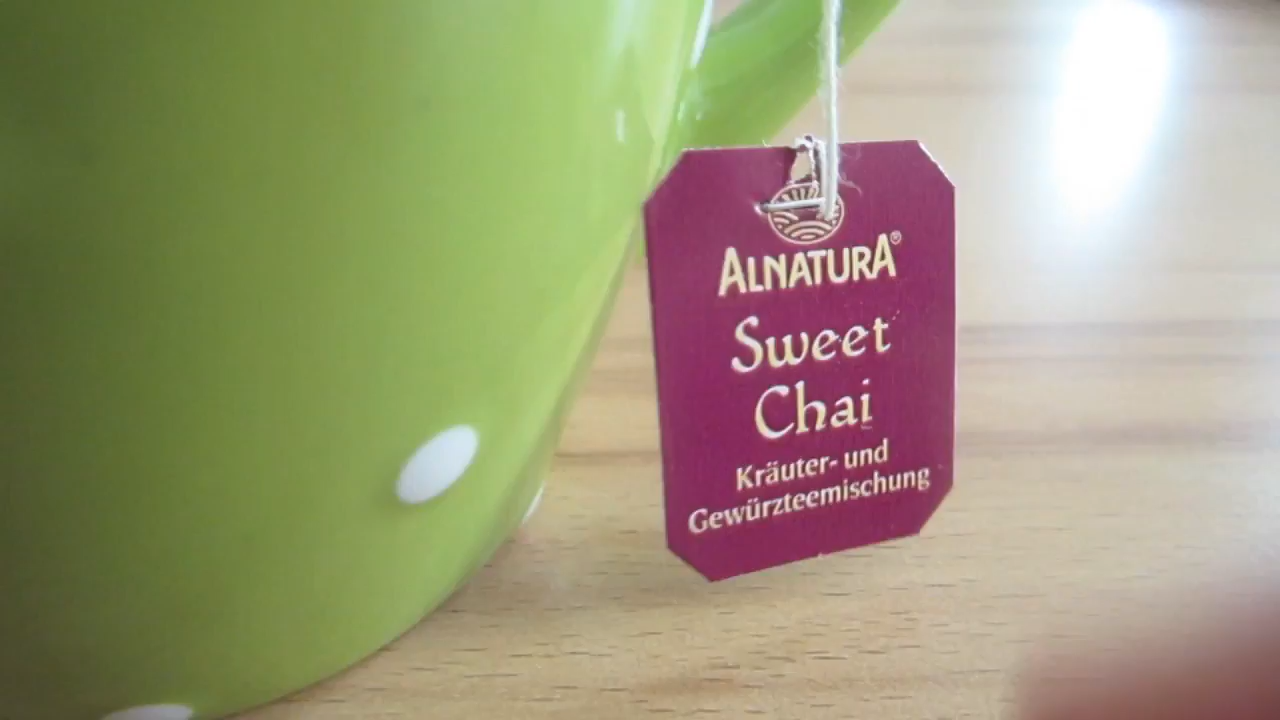 ALNATURA®
Sweet
Chai
Kräuter- und
Gewürzteemischung